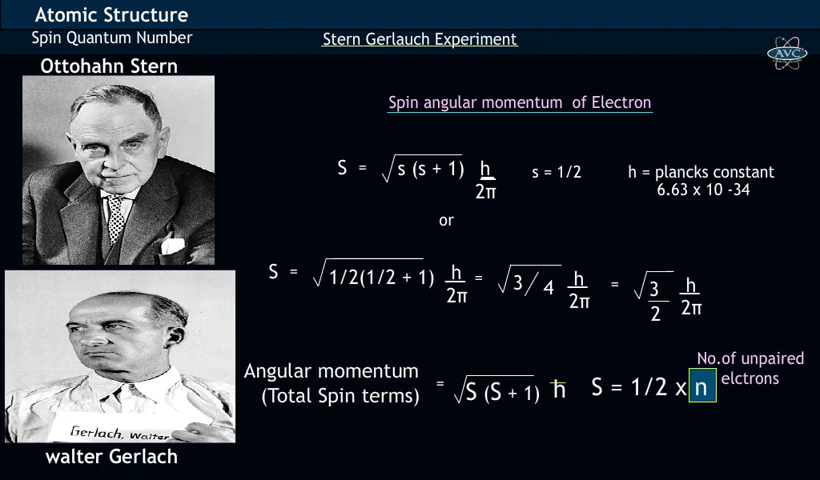 Atomic Structure
Spin Quantum Number
Stern Gerlauch Experiment
AVC
Ottohahn Stern
Spin angular momentum of Electron
S = √s (s + 1) h/2π s = 1/2 h = plancks constant
6.63 x 10 -34
or
S = √1/2(1/2 + 1) h/2π = √3/4 h/2π = √3/2 h/2π
No.of unpaired
elctrons
Angular momentum
(Total Spin terms) = √S (S + 1) ħ S = 1/2 x n
Gerlach, Walter
walter Gerlach